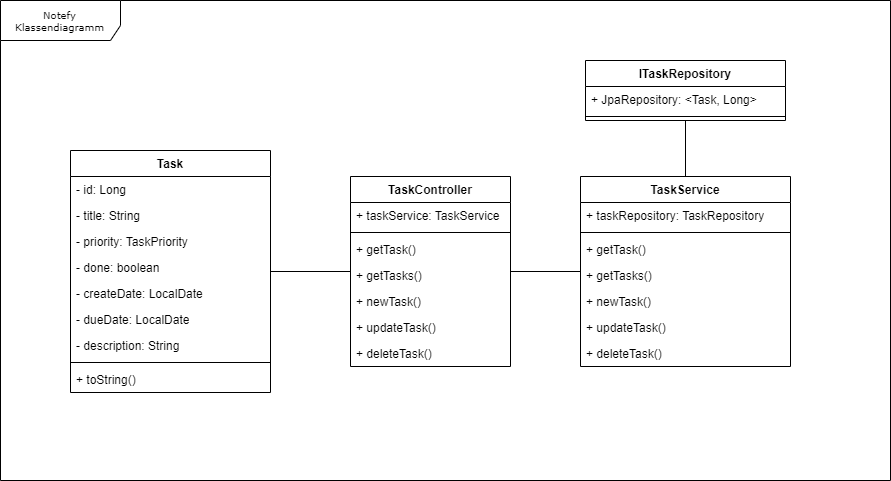 Notefy
Klassendiagramm
ITaskRepository
+ JpaRepository: <Task, Long>
Task
- id: Long
- title: String
- priority: TaskPriority
- done: boolean
- createDate: LocalDate
- dueDate: LocalDate
- description: String
+ toString()
TaskController
+ taskService: TaskService
+ getTask()
+ getTasks()
+ newTask()
+ updateTask()
+ deleteTask()
TaskService
+ taskRepository: TaskRepository
+ getTask()
+ getTasks()
+ newTask()
+ updateTask()
+ deleteTask()